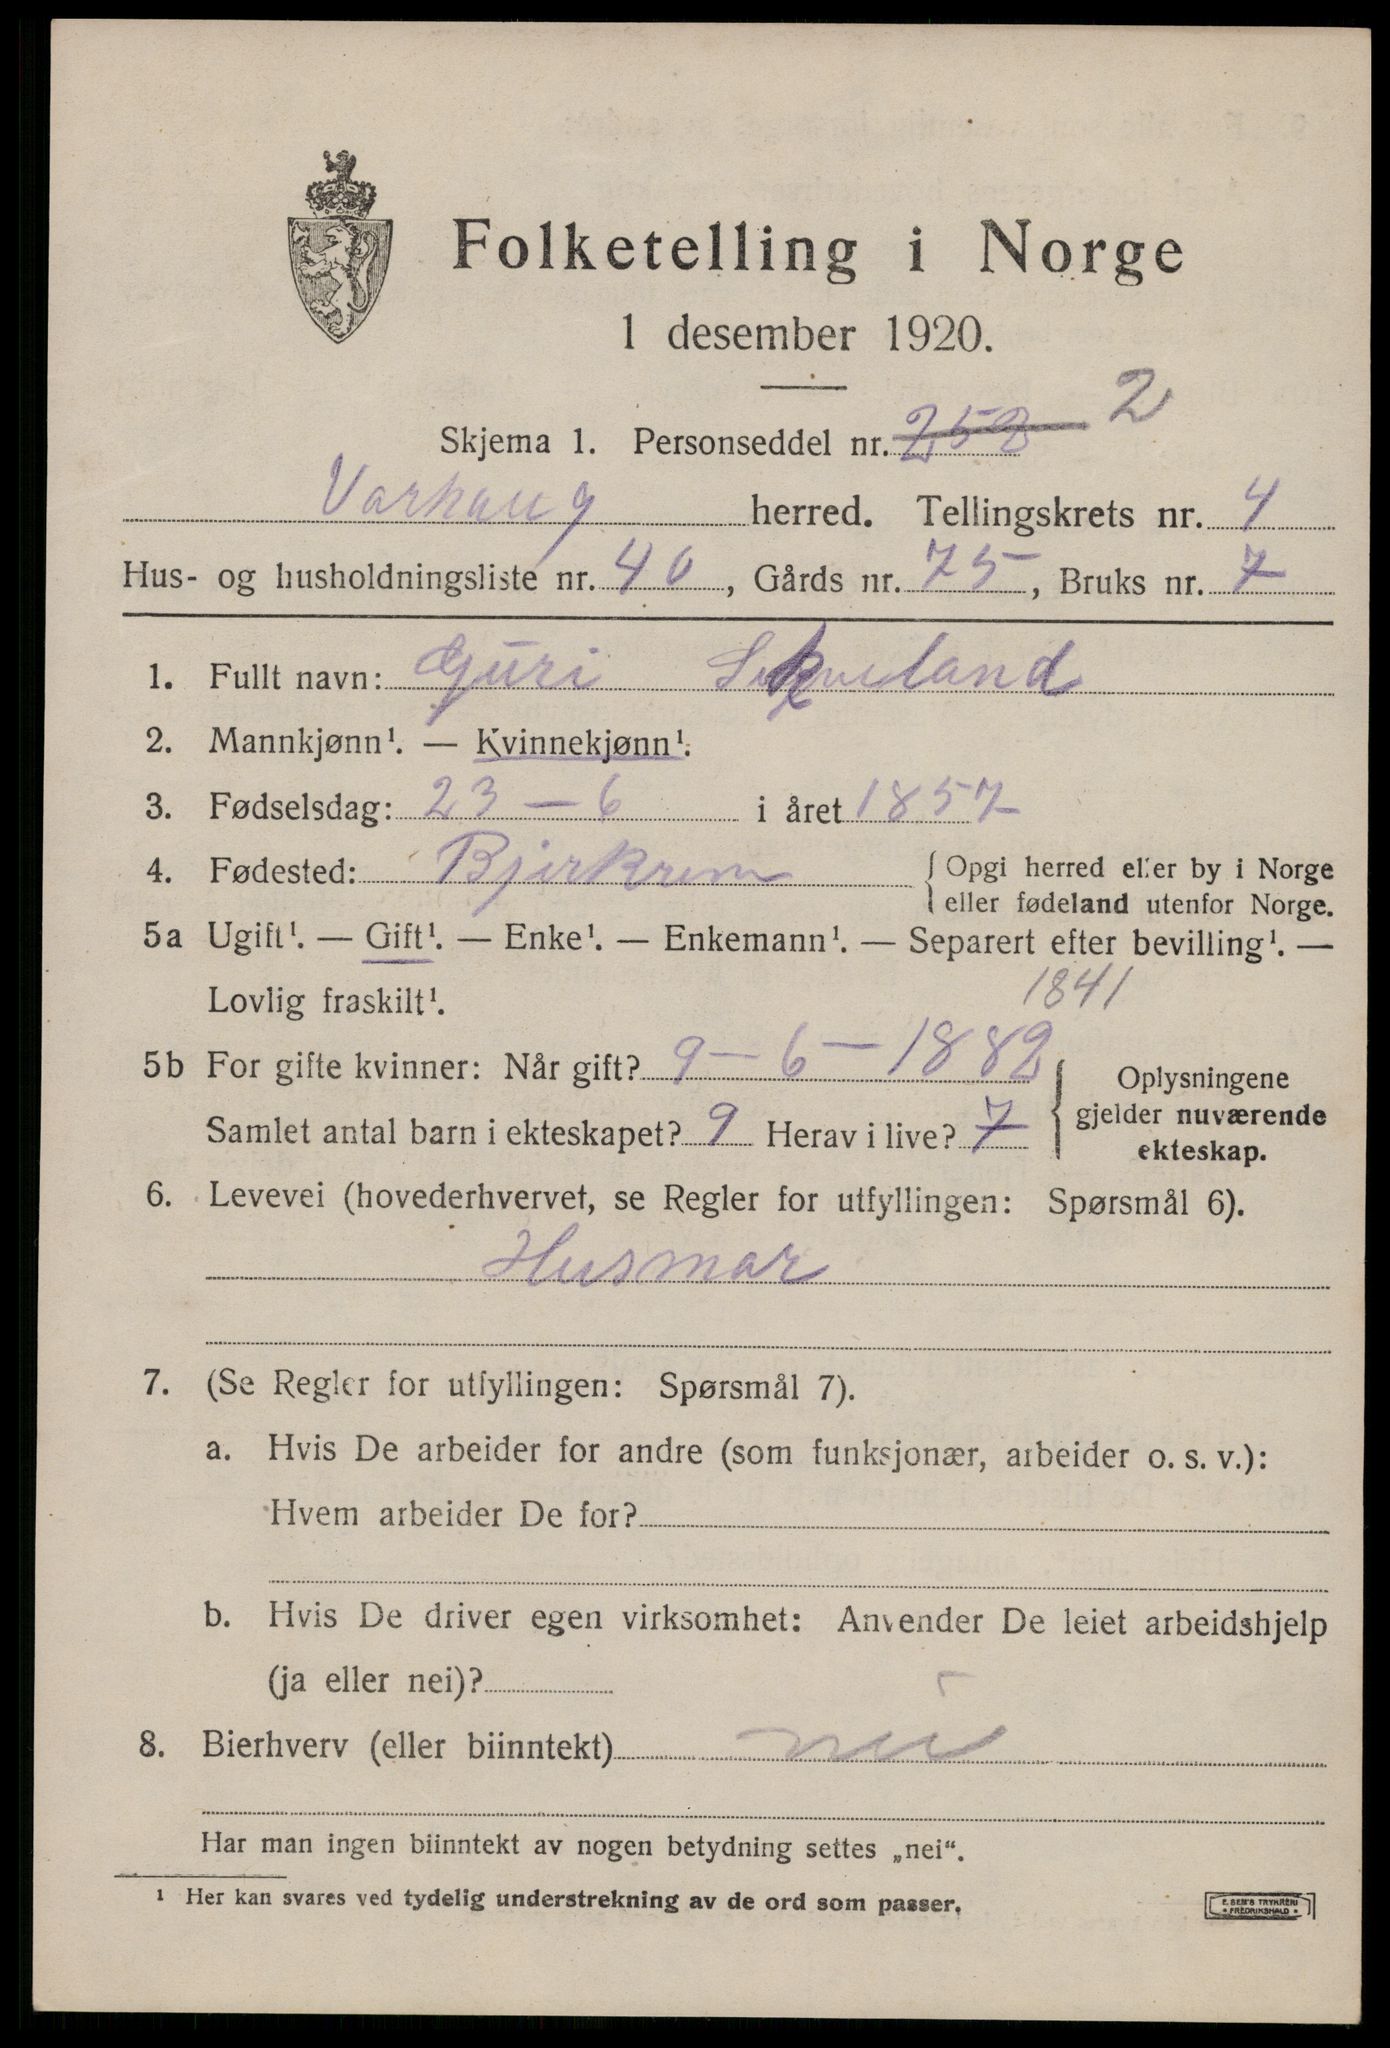 Folketelling i Norge
1 desember 1920.
Skjema 1. Personseddel nr. 258 2
Varhaug herred. Tellingskrets nr. 4
Hus- og husholdningsliste nr. 40, Gårds nr. 75, Bruks nr. 7
1. Fullt navn: Guri
2. Mannkjønn¹. — Kvinnekjønn¹.
3. Fødselsdag: 23 – 6 i året 1857
4. Fødested: Bjerkrem { Opgi herred eller by i Norge
eller fødeland utenfor Norge.
5a Ugift¹. — Gift¹. — Enke¹. — Enkemann¹. — Separert efter bevilling¹. —
Lovlig fraskilt¹.
1841
5b For gifte kvinner: Når gift? 9 – 6 – 1882
Samlet antal barn i ekteskapet? 9 Herav i live? 7
Oplysningene
gjelder nuværende
ekteskap.
6. Levevei (hovederhvervet, se Regler for utfyllingen: Spørsmål 6).
Husmor
7. (Se Regler for utfyllingen: Spørsmål 7).
a. Hvis De arbeider for andre (som funksjonær, arbeider o. s. v.):
Hvem arbeider De for?
b. Hvis De driver egen virksomhet: Anvender De leiet arbeidshjelp
(ja eller nei)?
8. Bierhverv (eller biinntekt) nei
Har man ingen biinntekt av nogen betydning settes „nei“.
¹ Her kan svares ved tydelig understrekning av de ord som passer.
E. SEM'S TRYKKERI
FREDRIKSHALD